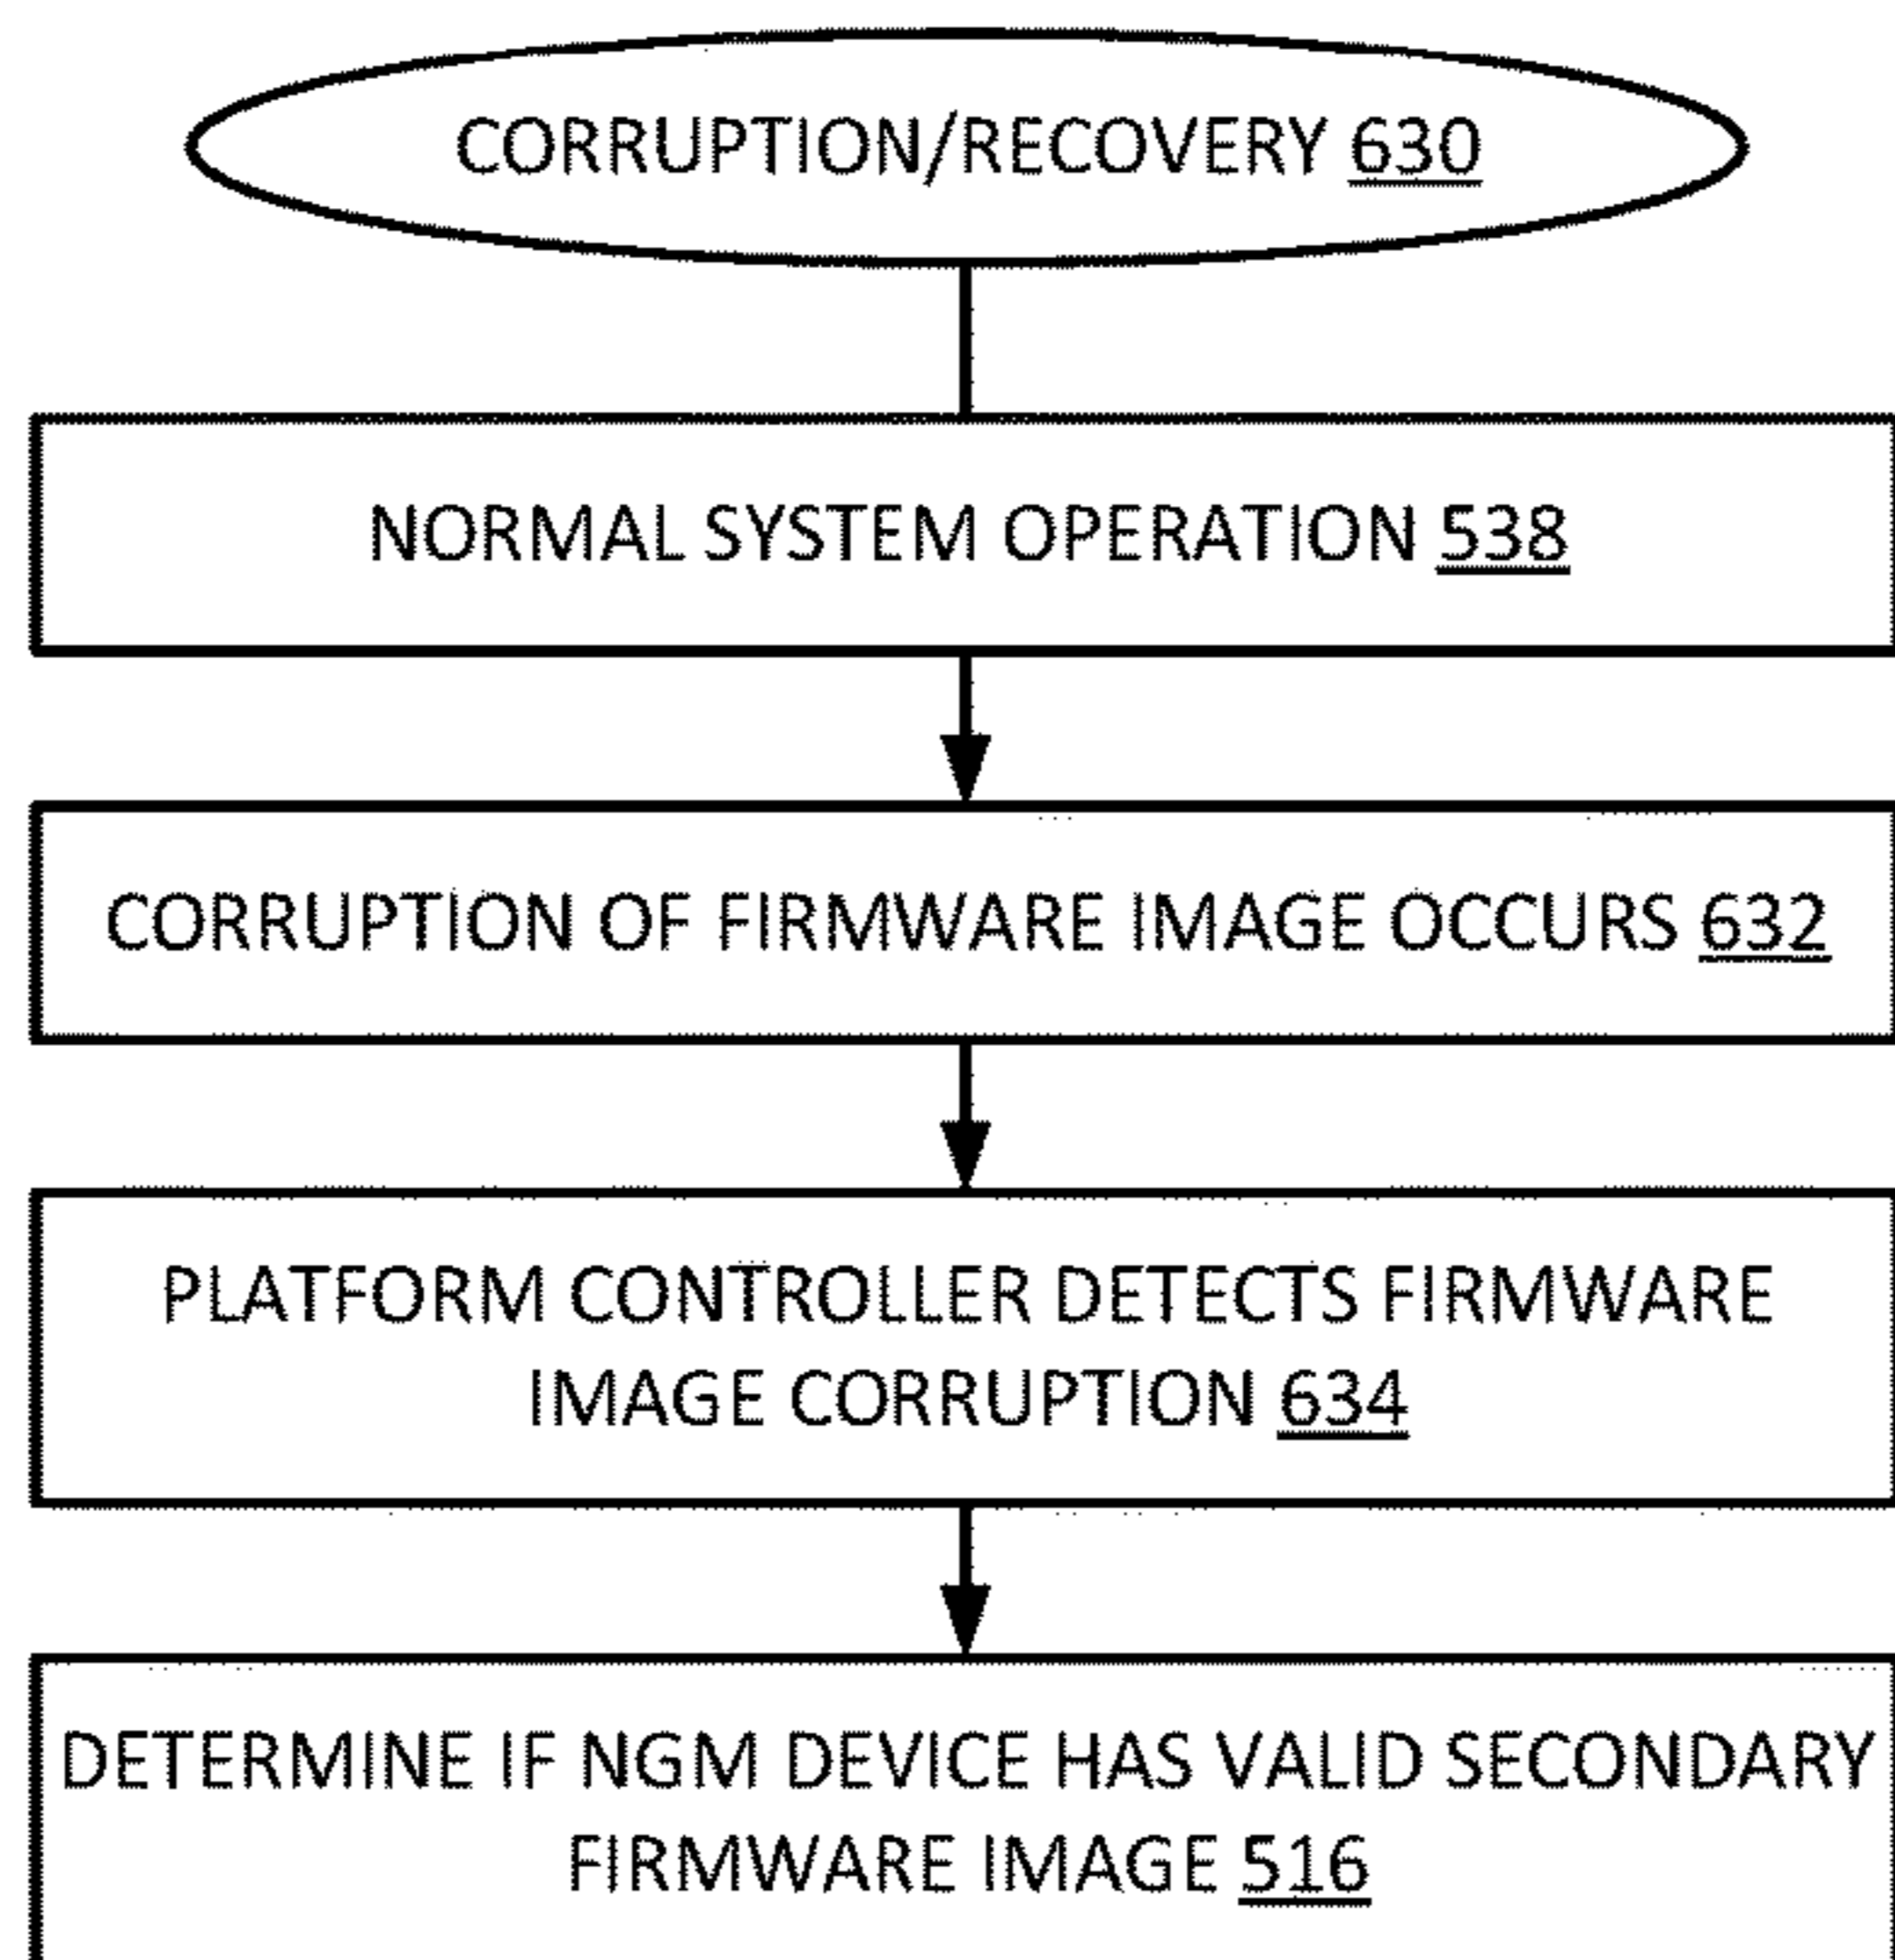 CORRUPTION/RECOVERY 630
NORMAL SYSTEM OPERATION 538
CORRUPTION OF FIRMWARE IMAGE OCCURS 632
PLATFORM CONTROLLER DETECTS FIRMWARE
IMAGE CORRUPTION 634
DETERMINE IF NGM DEVICE HAS VALID SECONDARY
FIRMWARE IMAGE 516